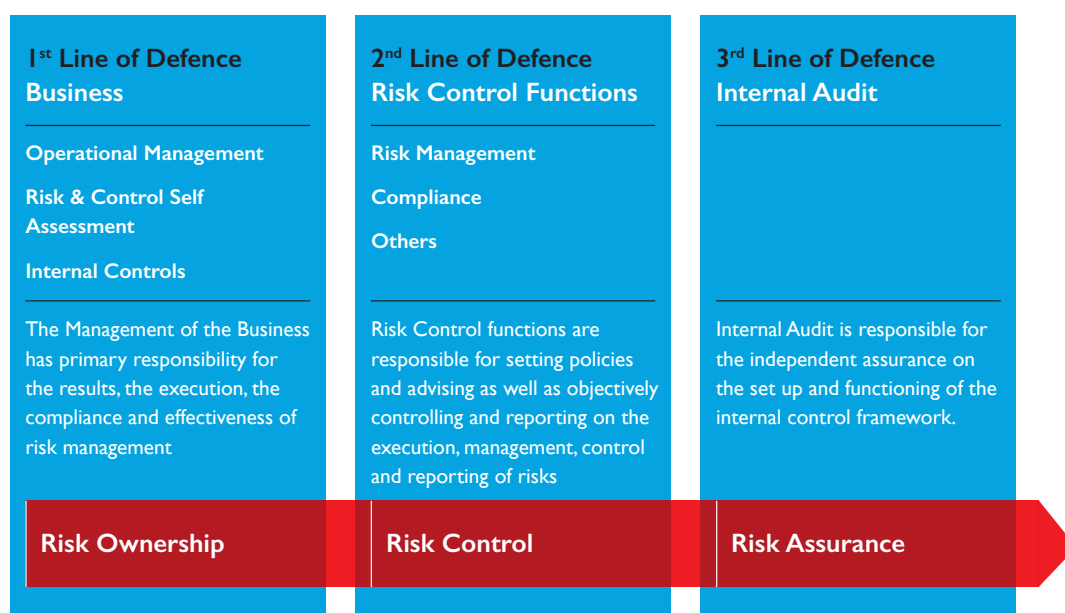 1st Line of Defence
Business
Operational Management
Risk & Control Self
Assessment
Internal Controls
The Management of the Business
has primary responsibility for
the results, the execution, the
compliance and effectiveness of
risk management
Risk Ownership
2nd Line of Defence
Risk Control Functions
Risk Management
Compliance
Others
Risk Control functions are
responsible for setting policies
and advising as well as objectively
controlling and reporting on the
execution, management, control
and reporting of risks
Risk Control
3rd Line of Defence
Internal Audit
Internal Audit is responsible for
the independent assurance on
the set up and functioning of the
internal control framework.
Risk Assurance